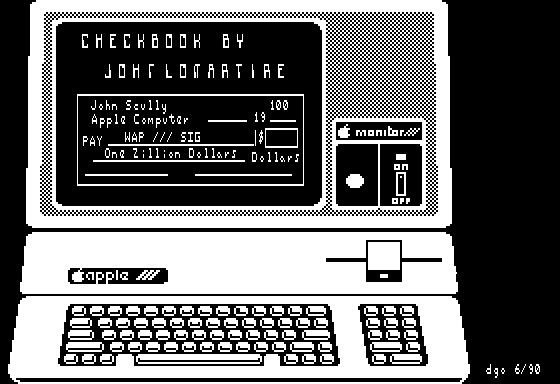 CHECKBOOK BY
JOHN LOMARTIRE
John Scully 100
Apple Computer 19
PAY WAP /// SIG $
One Zillion Dollars Dollars
monitor ///
ON
OFF
apple ///
dgo 6/90